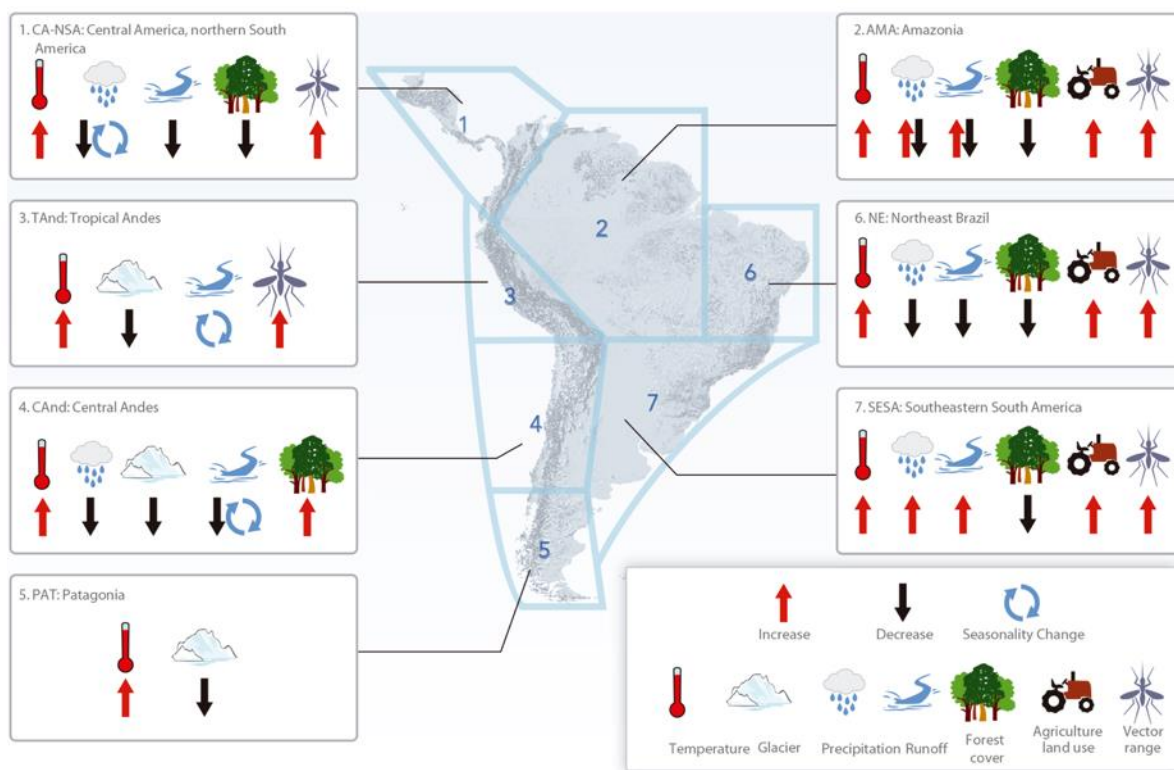 1. CA-NSA: Central America, northern South
America
2. AMA: Amazonia
3. TAnd: Tropical Andes
6. NE: Northeast Brazil
4. CAnd: Central Andes
7. SESA: Southeastern South America
5. PAT: Patagonia
1
2
3
6
4
7
5
Increase
Decrease
Seasonality Change
Temperature
Glacier
Precipitation
Runoff
Forest
cover
Agriculture
land use
Vector
range